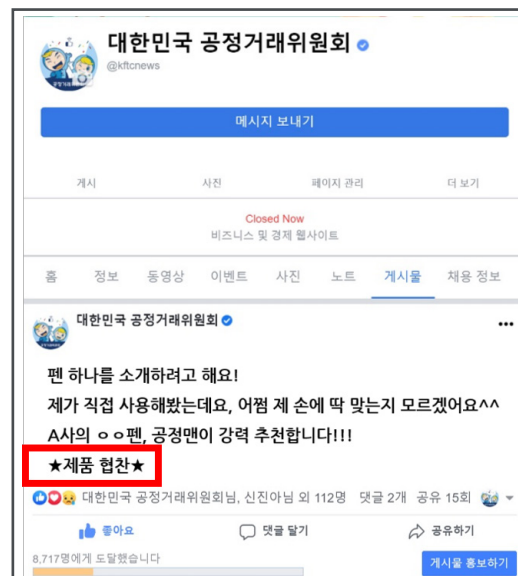 대한민국 공정거래위원회
@kftcnews
메시지 보내기
게시 사진 페이지 관리 더 보기
Closed Now
비즈니스 및 경제 웹사이트
홈 정보 동영상 이벤트 사진 노트 게시물 채용 정보
대한민국 공정거래위원회
펜 하나를 소개하려고 해요!
제가 직접 사용해봤는데요, 어쩜 제 손에 딱 맞는지 모르겠어요^^
A사의 ㅇㅇ펜, 공정맨이 강력 추천합니다!!!
★제품 협찬★
대한민국 공정거래위원회님, 신진아님 외 112명 댓글 2개 공유 15회
좋아요 댓글 달기 공유하기
8,717명에게 도달했습니다
게시물 홍보하기